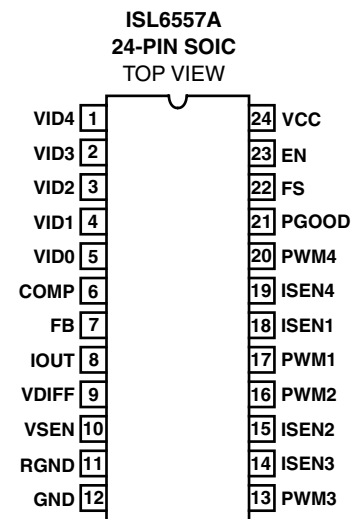 ISL6557A
24-PIN SOIC
TOP VIEW
VID4 1 24 VCC
VID3 2 23 EN
VID2 3 22 FS
VID1 4 21 PGOOD
VID0 5 20 PWM4
COMP 6 19 ISEN4
FB 7 18 ISEN1
IOUT 8 17 PWM1
VDIFF 9 16 PWM2
VSEN 10 15 ISEN2
RGND 11 14 ISEN3
GND 12 13 PWM3